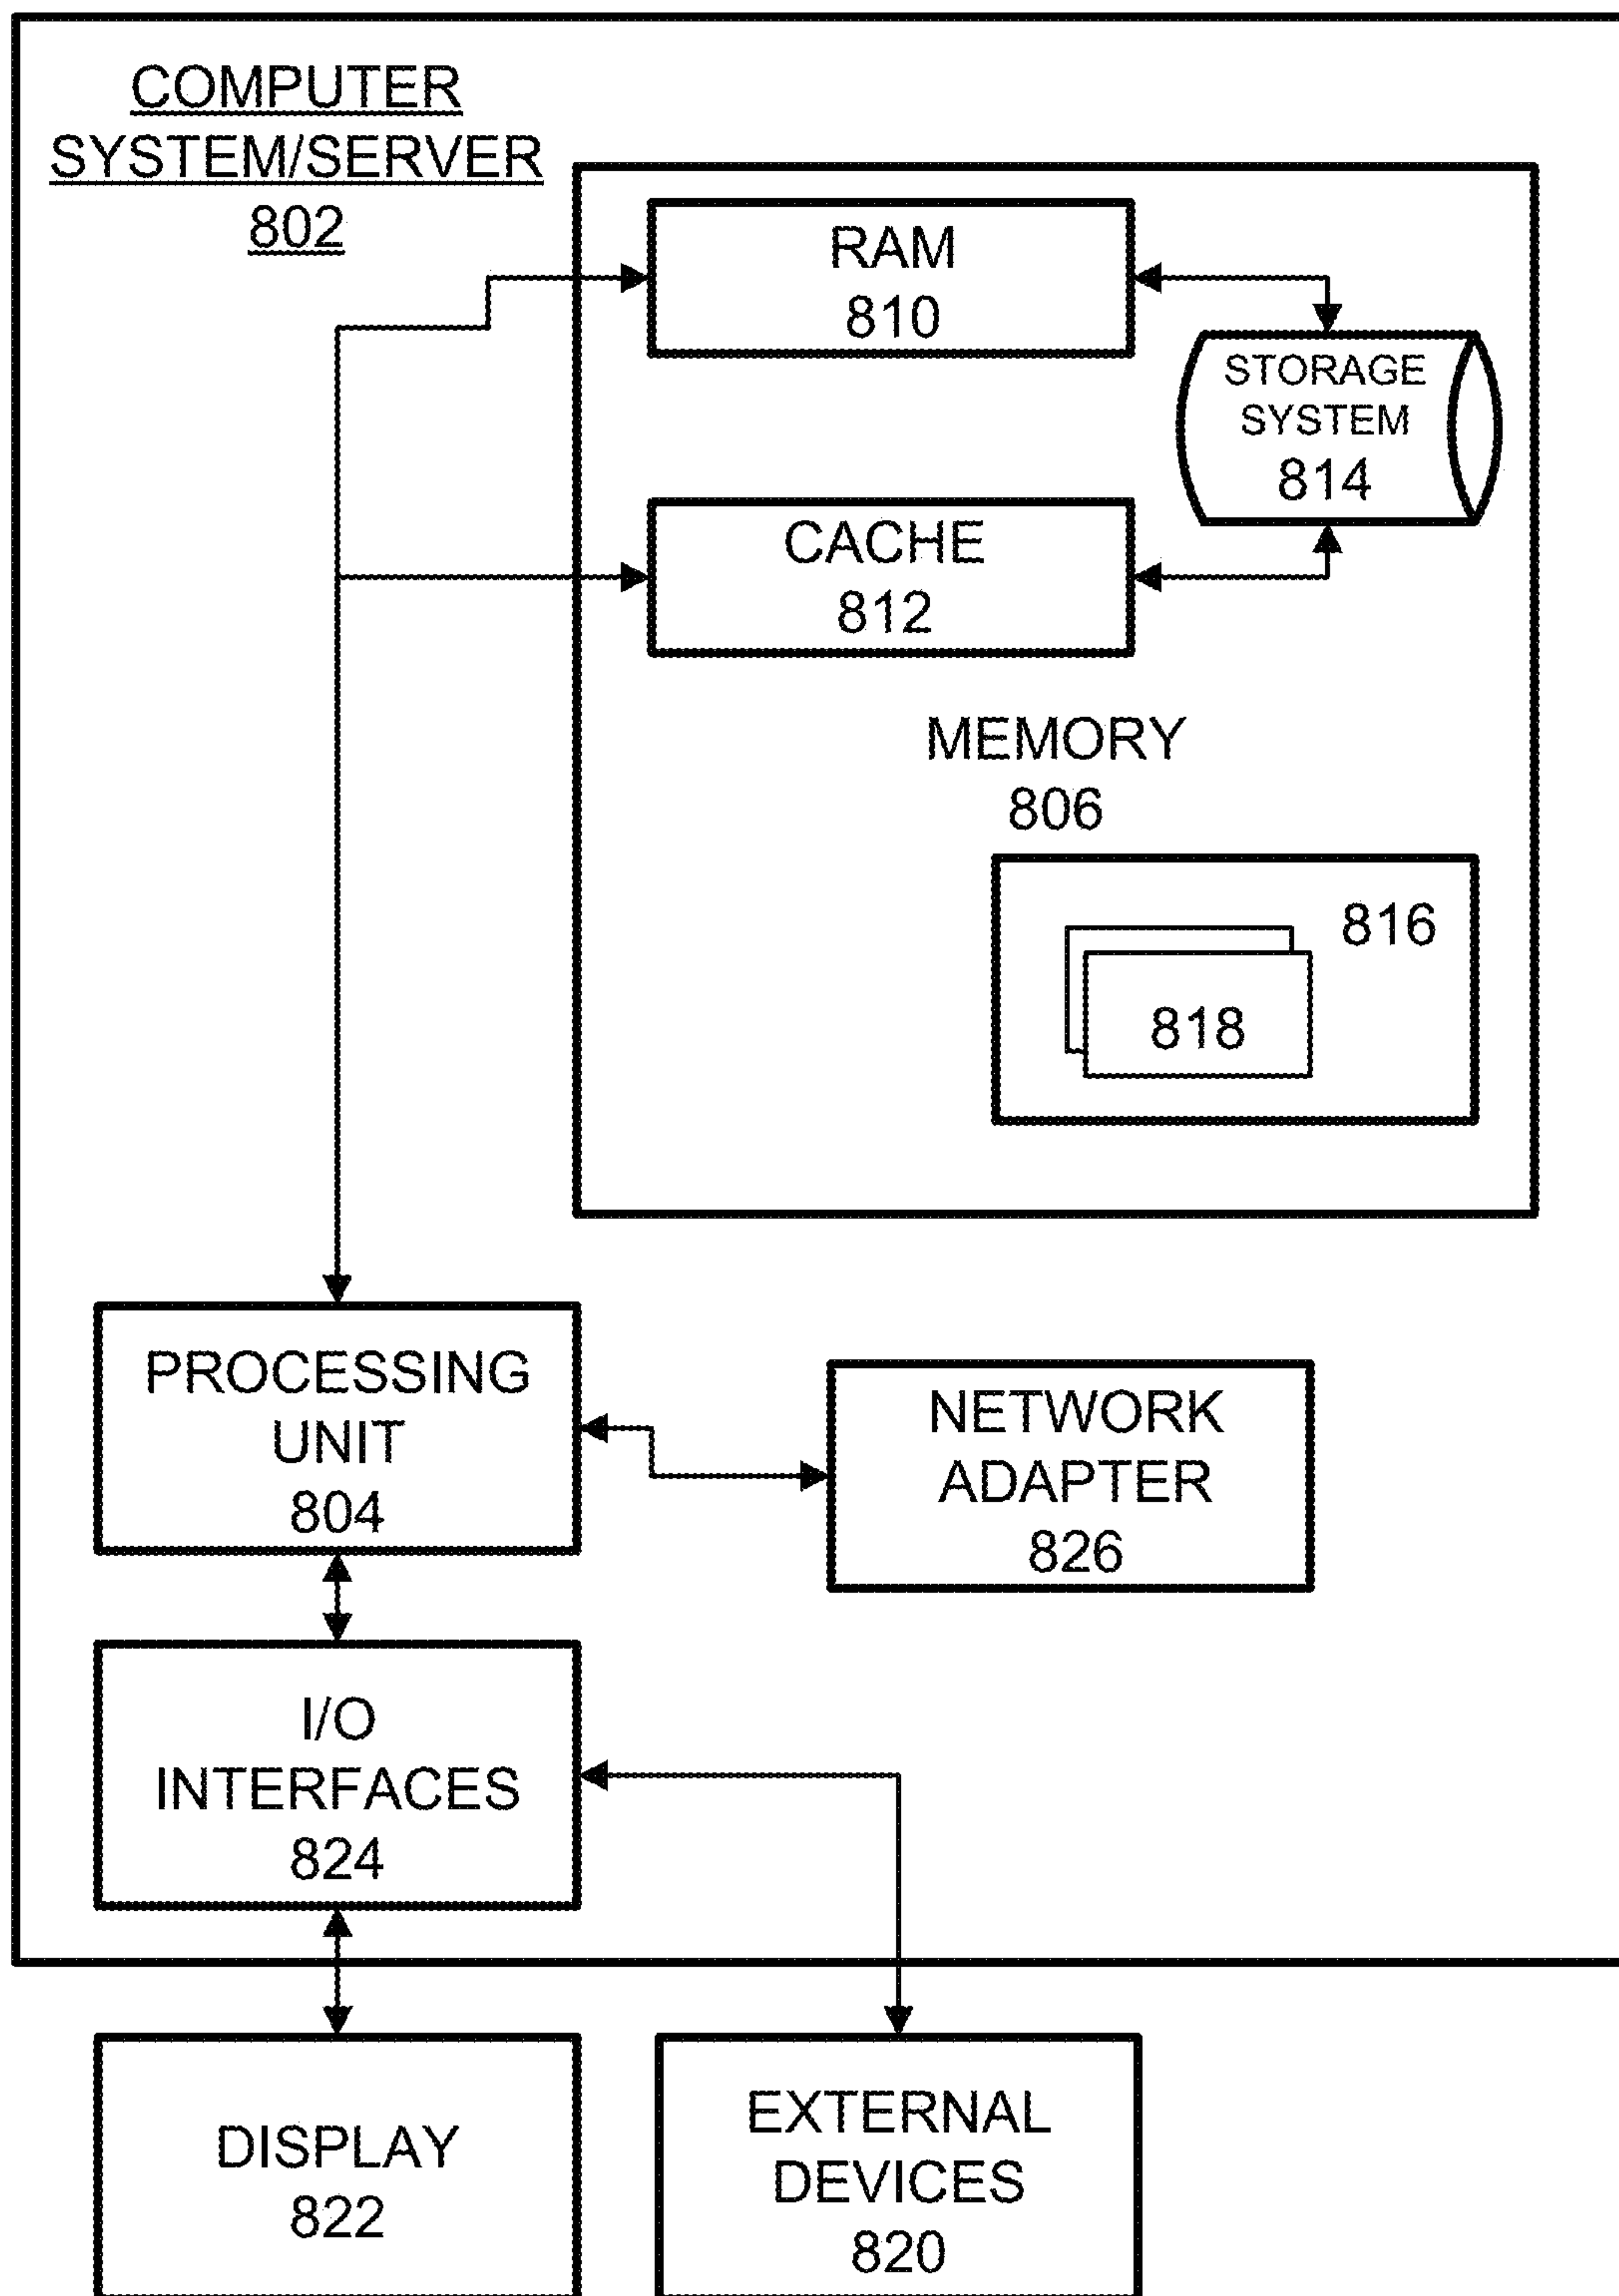 COMPUTER
SYSTEM/SERVER
802
RAM
810
STORAGE
SYSTEM
814
CACHE
812
MEMORY
806
816
818
PROCESSING
UNIT
804
NETWORK
ADAPTER
826
I/O
INTERFACES
824
DISPLAY
822
EXTERNAL
DEVICES
820